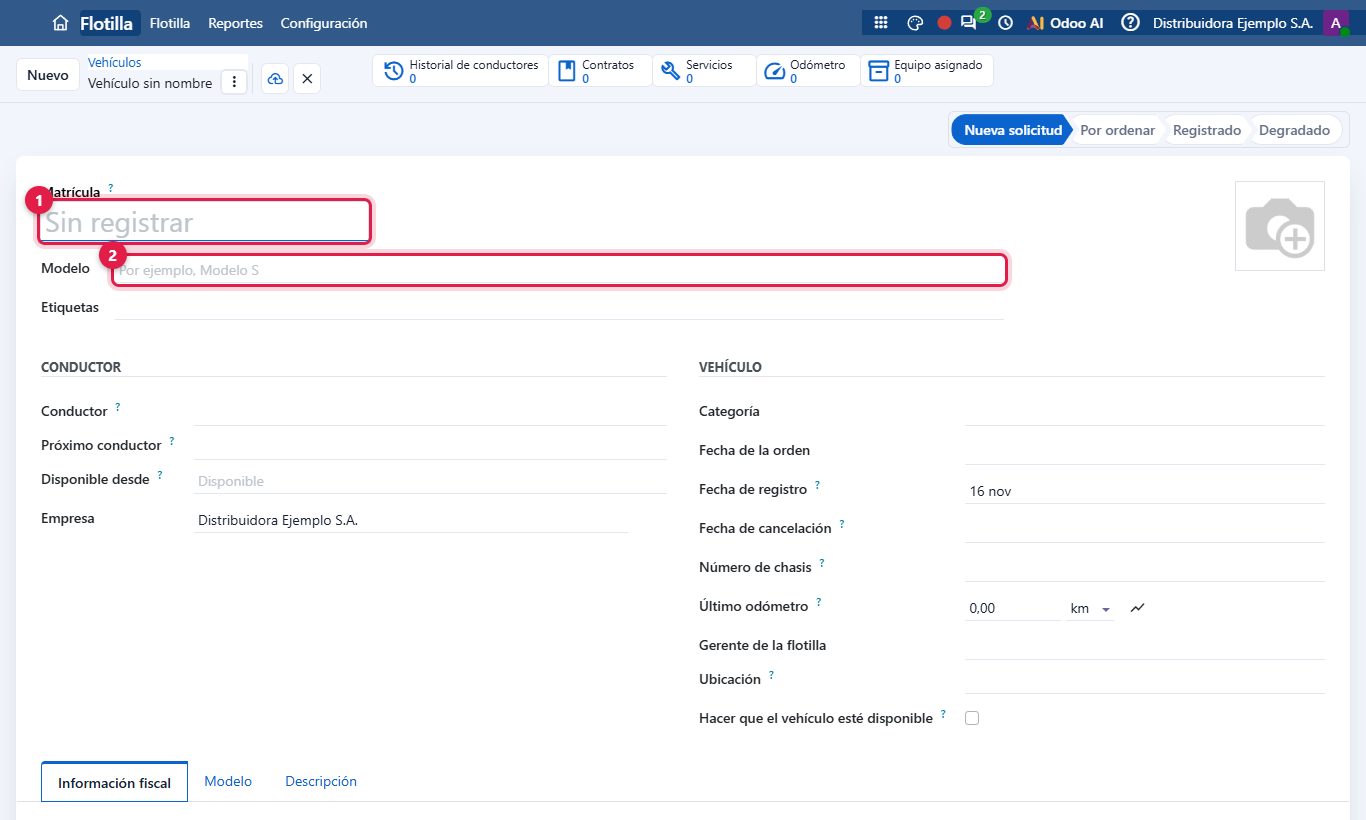 Flotilla Flotilla Reportes Configuración 2 Odoo AI Distribuidora Ejemplo S.A. A
Nuevo Vehículos Historial de conductores 0 Contratos 0 Servicios 0 Odómetro 0 Equipo asignado 0
Vehículo sin nombre
Nueva solicitud Por ordenar Registrado Degradado
Matrícula ?
1
Sin registrar
2
Modelo Por ejemplo, Modelo S
Etiquetas
CONDUCTOR
Conductor ?
Próximo conductor ?
Disponible desde ? Disponible
Empresa Distribuidora Ejemplo S.A.
VEHÍCULO
Categoría
Fecha de la orden
Fecha de registro ? 16 nov
Fecha de cancelación ?
Número de chasis ?
Último odómetro ? 0,00 km
Gerente de la flotilla
Ubicación ?
Hacer que el vehículo esté disponible ?
Información fiscal Modelo Descripción